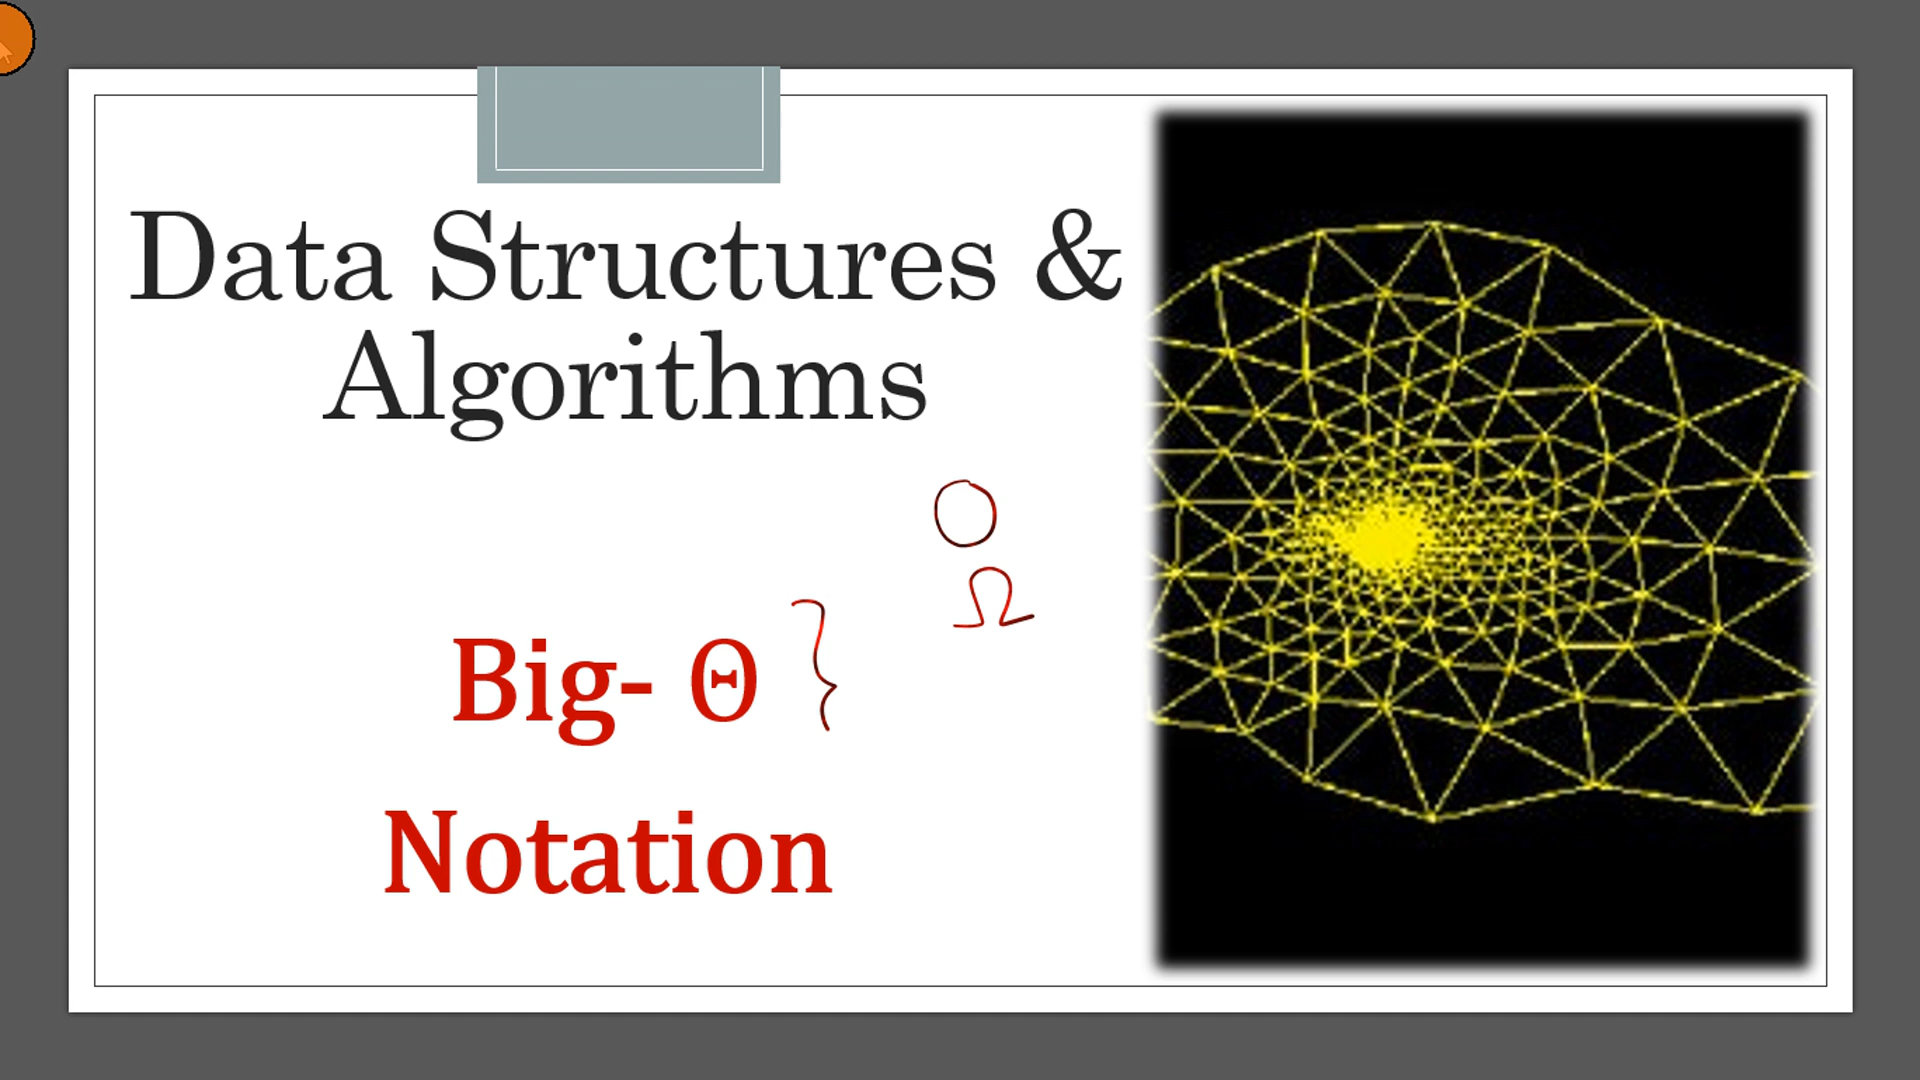 Data Structures &
Algorithms
O
Ω
Big- Θ }
Notation